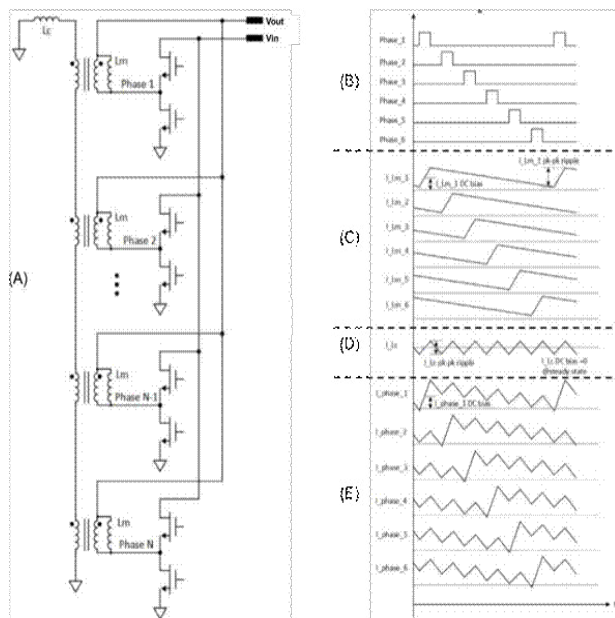 Lc
Vout
Vin
Lm
Phase 1
Lm
Phase 2
(A)
Lm
Phase N-1
Lm
Phase N
(B)
Phase_1
Phase_2
Phase_3
Phase_4
Phase_5
Phase_6
(C)
I_Lm_1 pk-pk ripple
I_Lm_1
I_Lm_1 DC bias
I_Lm_2
I_Lm_3
I_Lm_4
I_Lm_5
I_Lm_6
(D)
I_Lc
I_Lc pk-pk ripple
I_Lc DC bias =0
@steady state
(E)
I_phase_1
I_phase_1 DC bias
I_phase_2
I_phase_3
I_phase_4
I_phase_5
I_phase_6
t